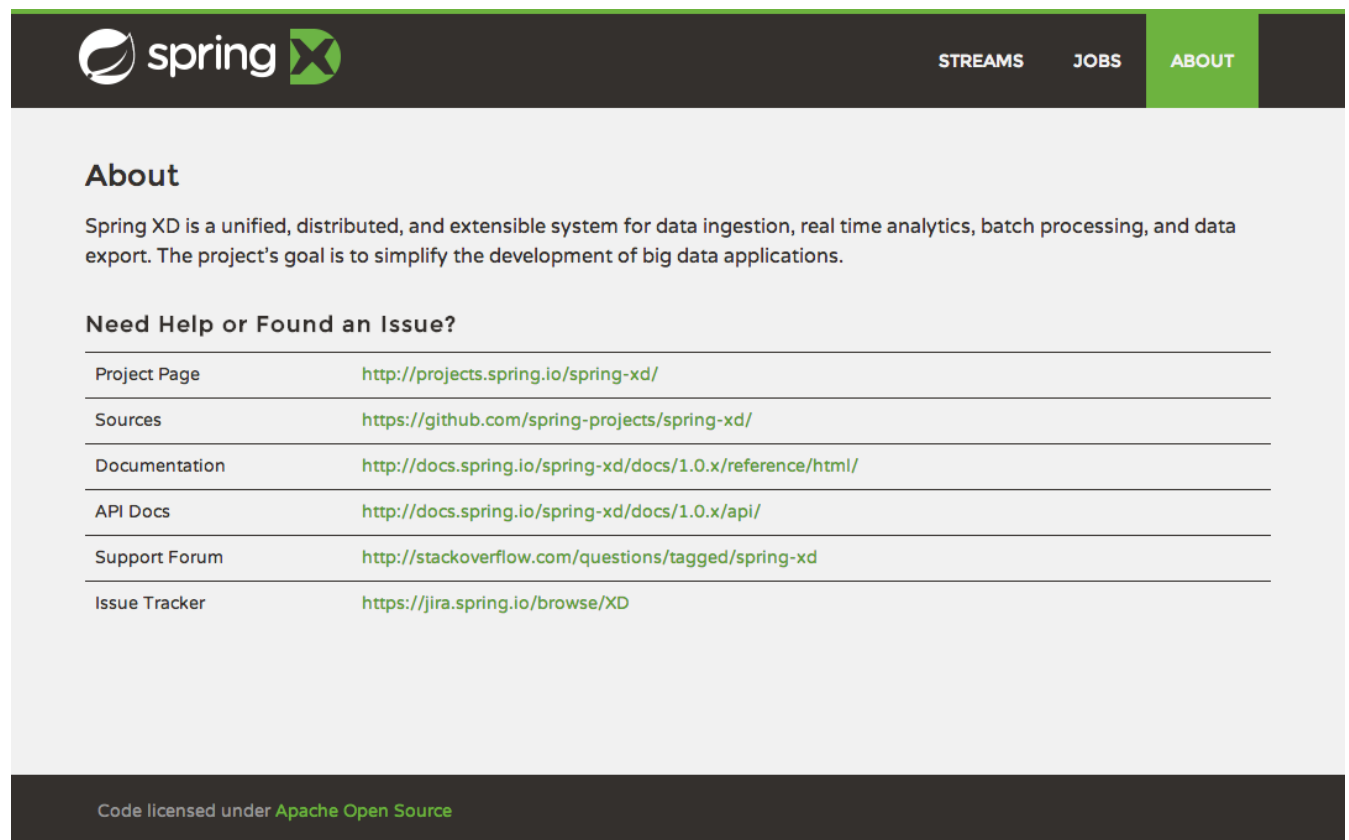 spring XD
STREAMS JOBS ABOUT
About
Spring XD is a unified, distributed, and extensible system for data ingestion, real time analytics, batch processing, and data
export. The project's goal is to simplify the development of big data applications.
Need Help or Found an Issue?
Project Page http://projects.spring.io/spring-xd/
Sources https://github.com/spring-projects/spring-xd/
Documentation http://docs.spring.io/spring-xd/docs/1.0.x/reference/html/
API Docs http://docs.spring.io/spring-xd/docs/1.0.x/api/
Support Forum http://stackoverflow.com/questions/tagged/spring-xd
Issue Tracker https://jira.spring.io/browse/XD
Code licensed under Apache Open Source